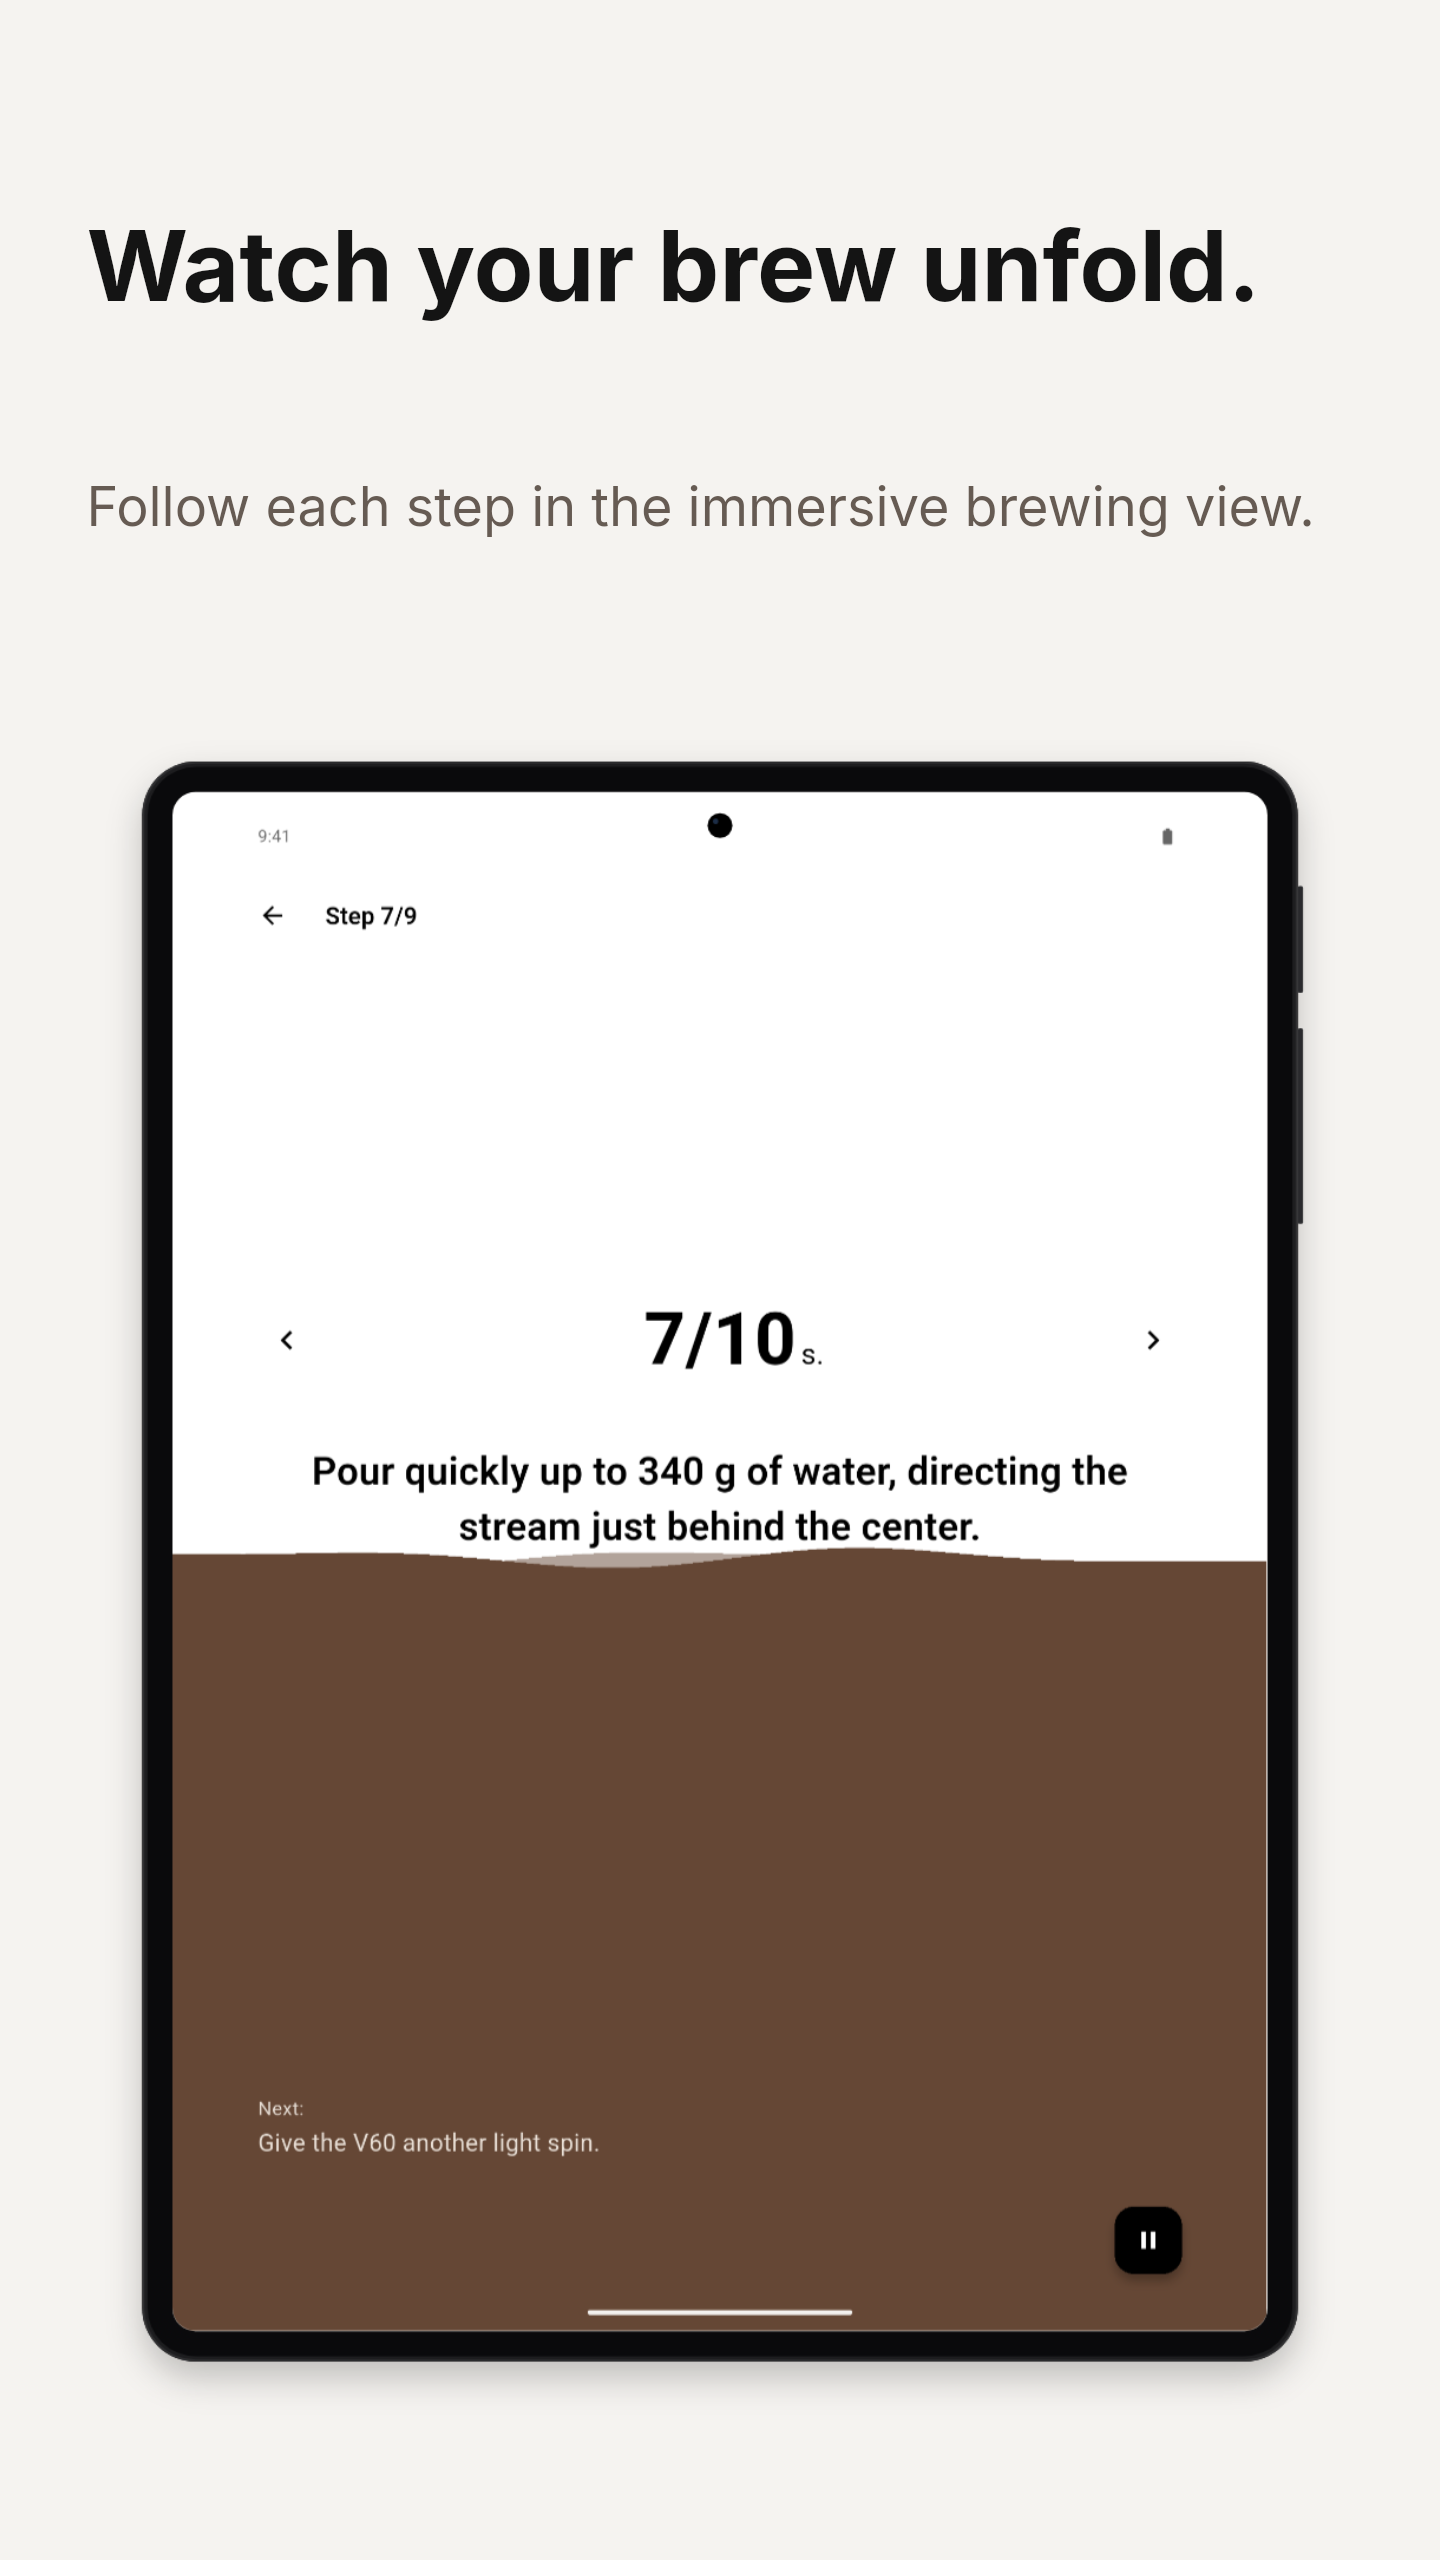 Watch your brew unfold.
Follow each step in the immersive brewing view.
9:41
Step 7/9
7/10 s.
Pour quickly up to 340 g of water, directing the
stream just behind the center.
Next:
Give the V60 another light spin.